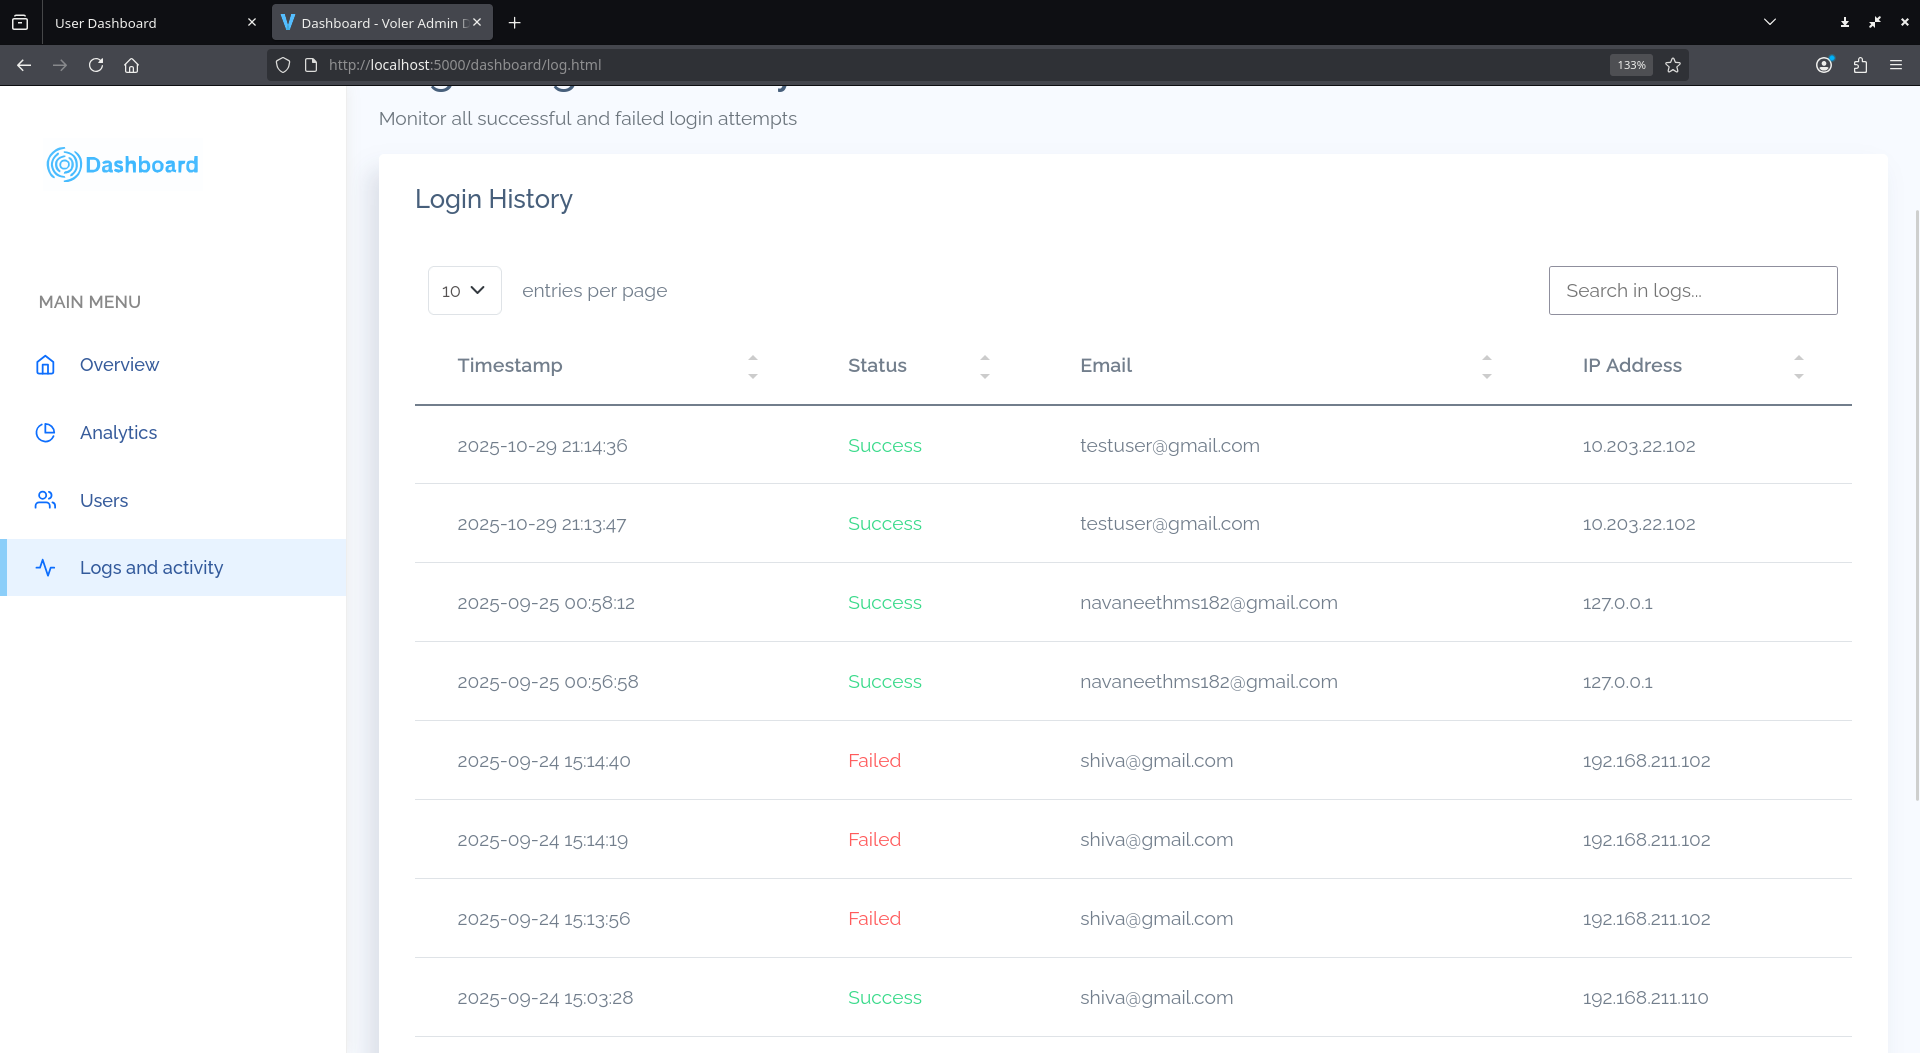 User Dashboard
Dashboard - Voler Admin D
http://localhost:5000/dashboard/log.html
133%
Dashboard
MAIN MENU
Overview
Analytics
Users
Logs and activity
Monitor all successful and failed login attempts
Login History
10 entries per page
Search in logs...
Timestamp Status Email IP Address
2025-10-29 21:14:36 Success testuser@gmail.com 10.203.22.102
2025-10-29 21:13:47 Success testuser@gmail.com 10.203.22.102
2025-09-25 00:58:12 Success navaneethms182@gmail.com 127.0.0.1
2025-09-25 00:56:58 Success navaneethms182@gmail.com 127.0.0.1
2025-09-24 15:14:40 Failed shiva@gmail.com 192.168.211.102
2025-09-24 15:14:19 Failed shiva@gmail.com 192.168.211.102
2025-09-24 15:13:56 Failed shiva@gmail.com 192.168.211.102
2025-09-24 15:03:28 Success shiva@gmail.com 192.168.211.110